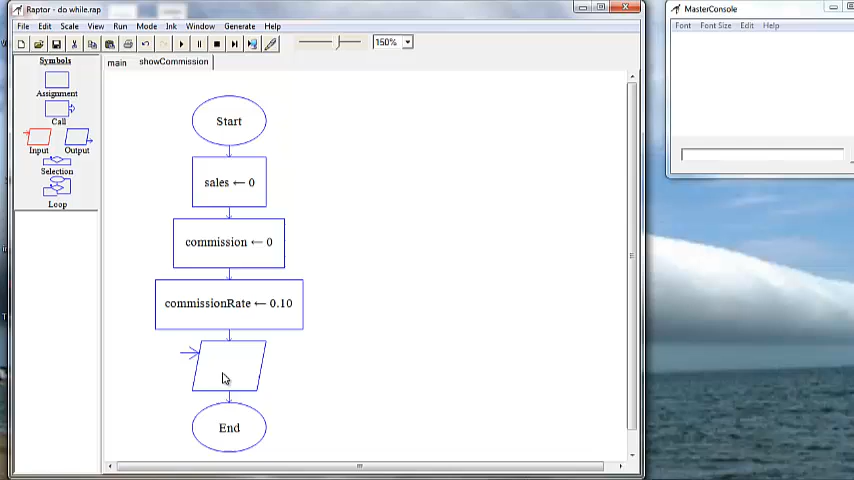 Raptor - do while.rap
File Edit Scale View Run Mode Ink Window Generate Help
150%
Symbols
Assignment
Call
Input Output
Selection
Loop
main showCommission
Start
sales ← 0
commission ← 0
commissionRate ← 0.10
End
MasterConsole
Font Font Size Edit Help